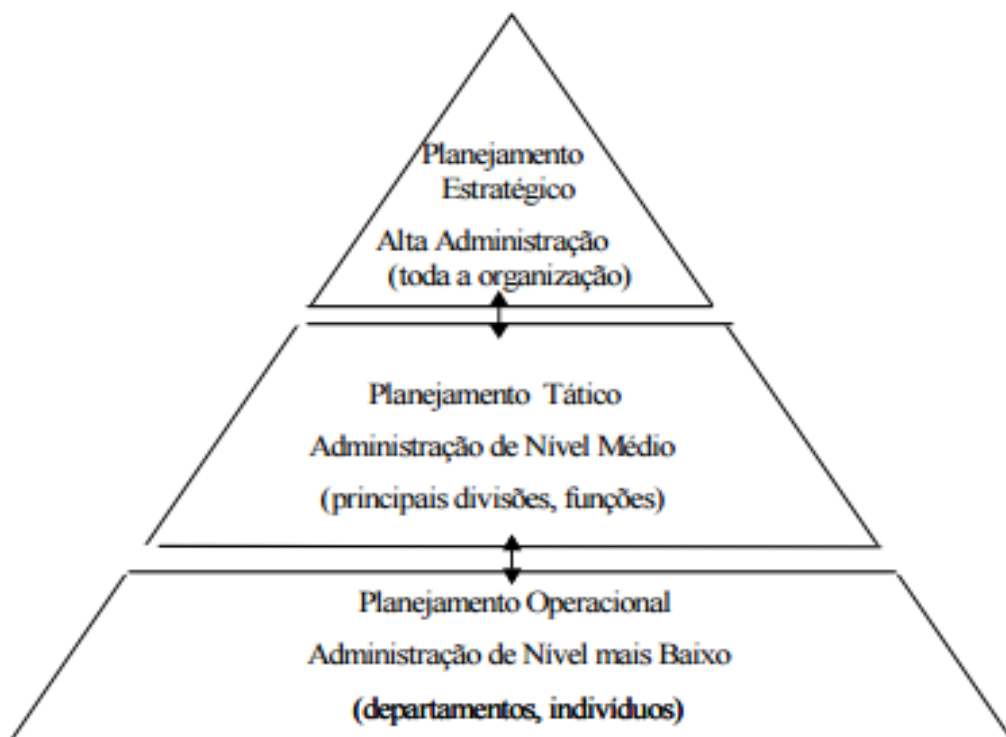 Planejamento
Estratégico
Alta Administração
(toda a organização)
Planejamento Tático
Administração de Nível Médio
(principais divisões, funções)
Planejamento Operacional
Administração de Nível mais Baixo
(departamentos, indivíduos)